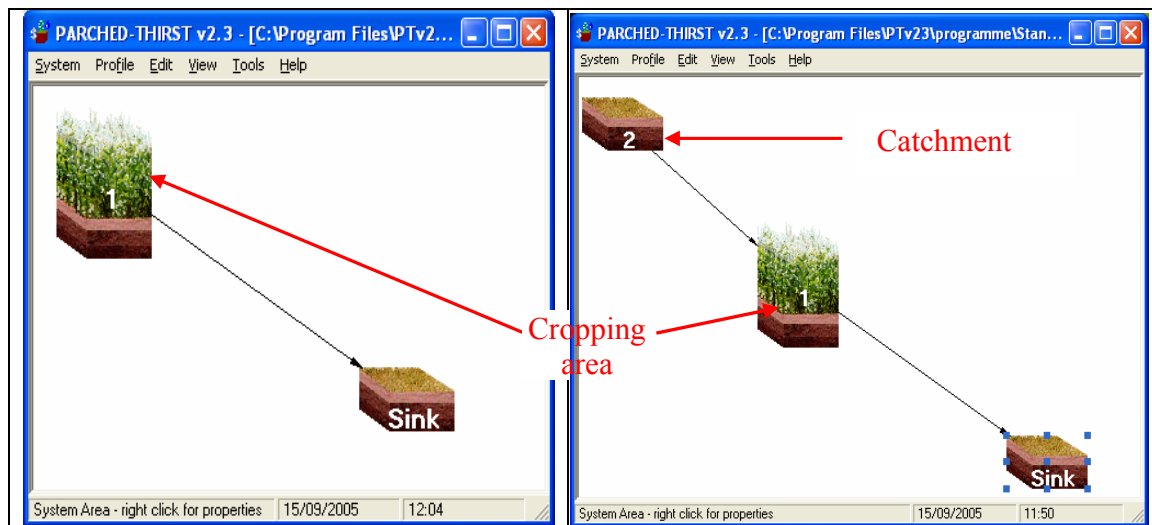 PARCHED-THIRST v2.3 - [C:\Program Files\PTv2...
System Profile Edit View Tools Help
1
Sink
System Area - right click for properties 15/09/2005 12:04
PARCHED-THIRST v2.3 - [C:\Program Files\PTv23\programme\Stan...
System Profile Edit View Tools Help
2
Catchment
1
Cropping
area
Sink
System Area - right click for properties 15/09/2005 11:50